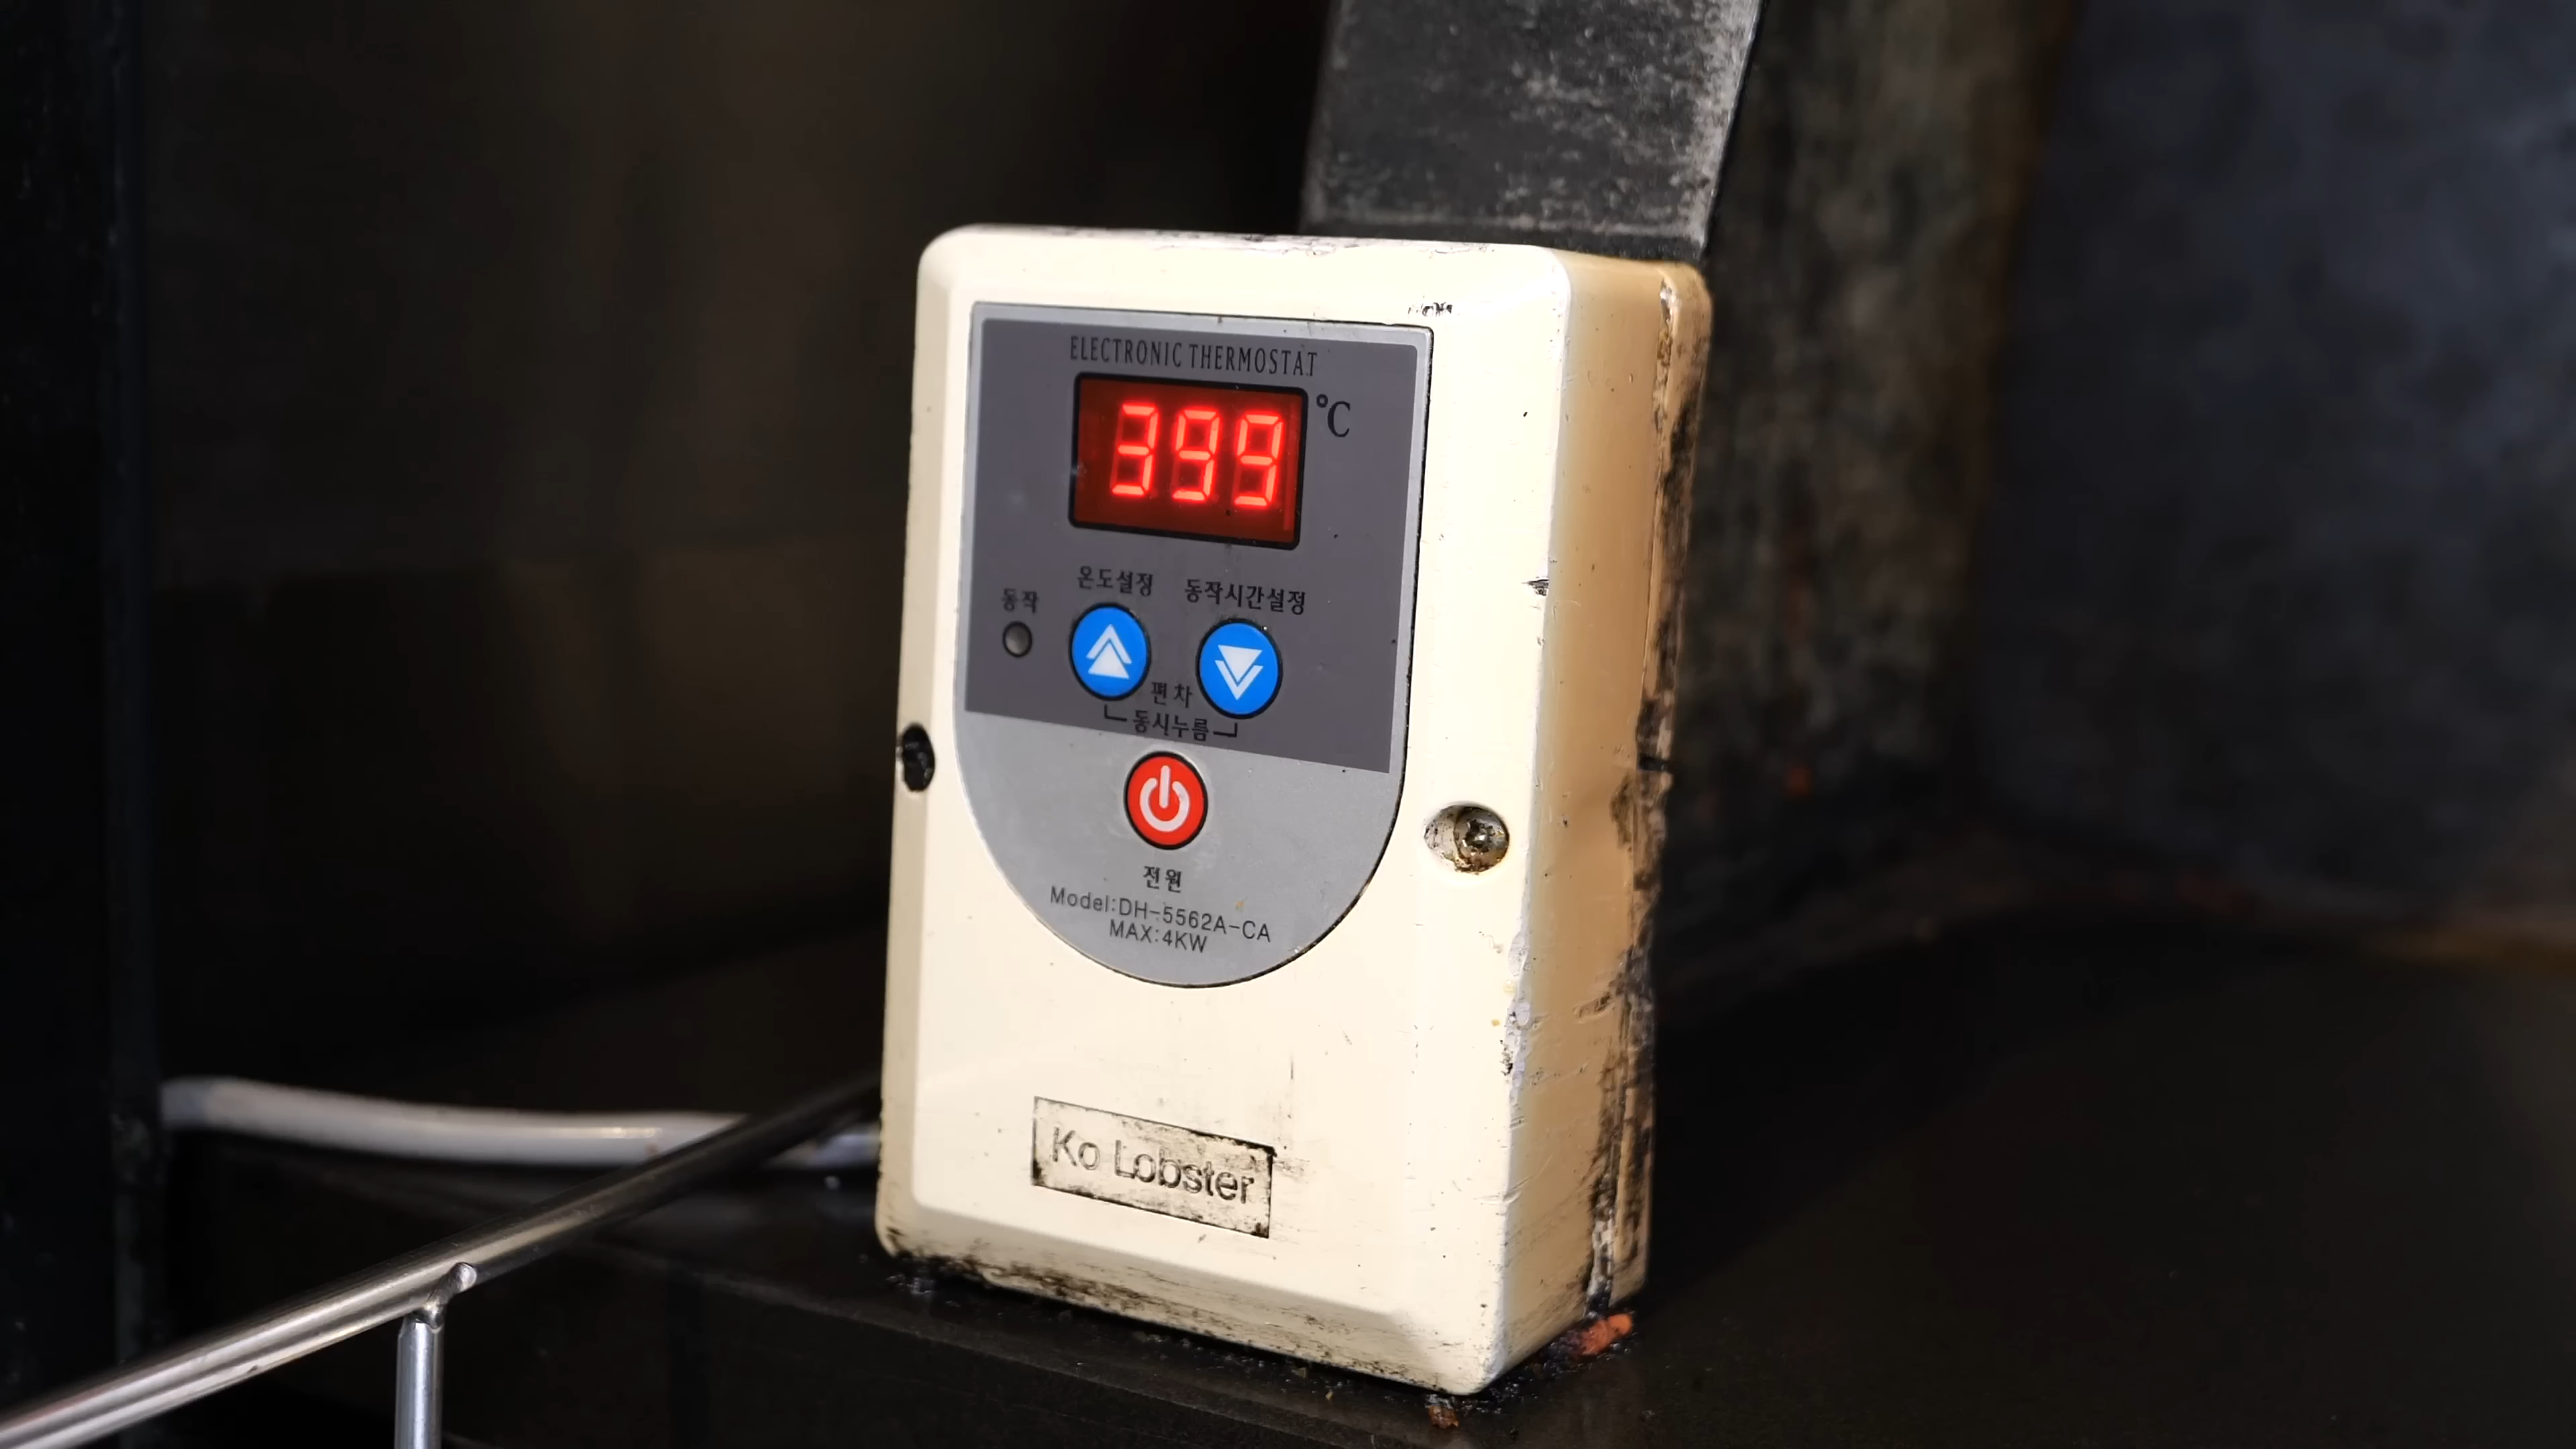 ELECTRONIC THERMOSTAT
399 °C
온도설정 동작시간설정
동작
편차
동시누름
전원
Model:DH-5562A-CA
MAX:4KW
Ko Lobster